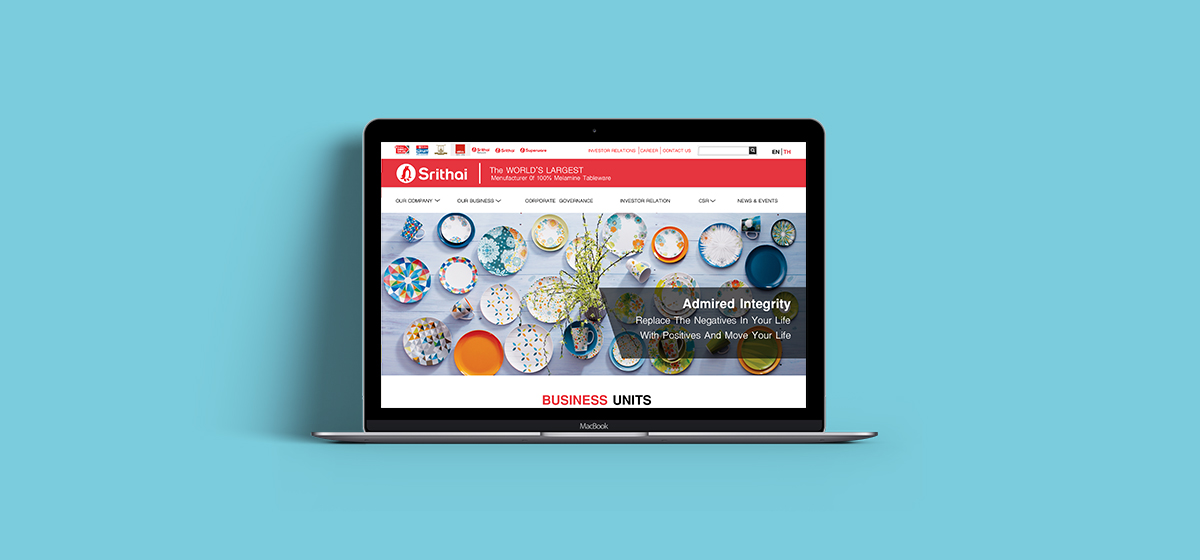 Srithai Srithai Superware
INVESTOR RELATIONS | CAREER | CONTACT US
EN | TH
Srithai
The WORLD'S LARGEST
Menufacturer Of 100% Melamine Tableware
OUR COMPANY
OUR BUSINESS
CORPORATE GOVERNANCE
INVESTOR RELATION
CSR
NEWS & EVENTS
Admired Integrity
Replace The Negatives In Your Life
With Positives And Move Your Life
BUSINESS UNITS
MacBook